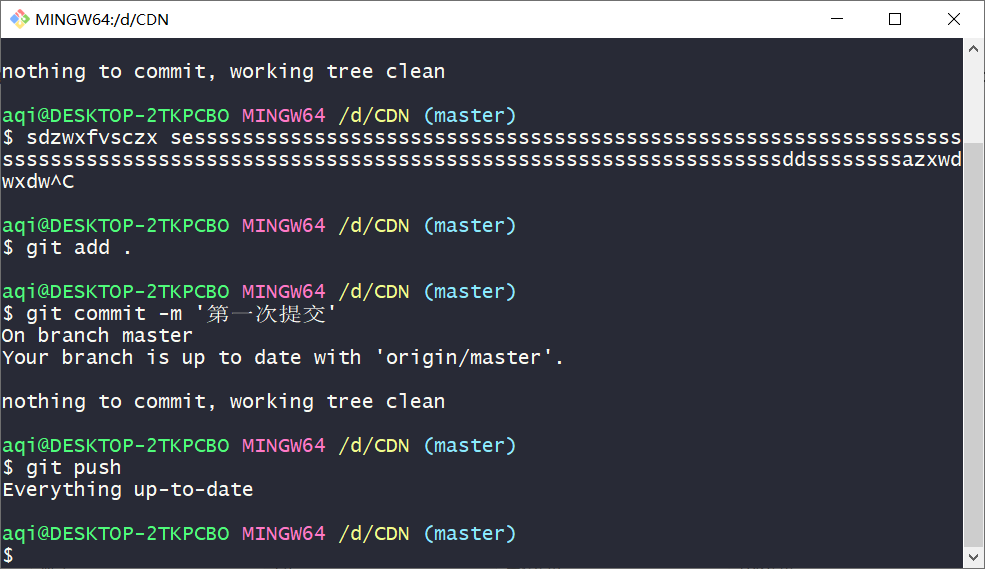 MINGW64:/d/CDN
nothing to commit, working tree clean
aqi@DESKTOP-2TKPCBO MINGW64 /d/CDN (master)
$ sdzwxfvsczx sesssssssssssssssssssssssssssssssssssssssssssssssssssssssssssssssss
sssssssssssssssssssssssssssssssssssssssssssssssssssssssssssssssssddssssssssazxwd
wxdw^C
aqi@DESKTOP-2TKPCBO MINGW64 /d/CDN (master)
$ git add .
aqi@DESKTOP-2TKPCBO MINGW64 /d/CDN (master)
$ git commit -m '第一次提交'
On branch master
Your branch is up to date with 'origin/master'.
nothing to commit, working tree clean
aqi@DESKTOP-2TKPCBO MINGW64 /d/CDN (master)
$ git push
Everything up-to-date
aqi@DESKTOP-2TKPCBO MINGW64 /d/CDN (master)
$